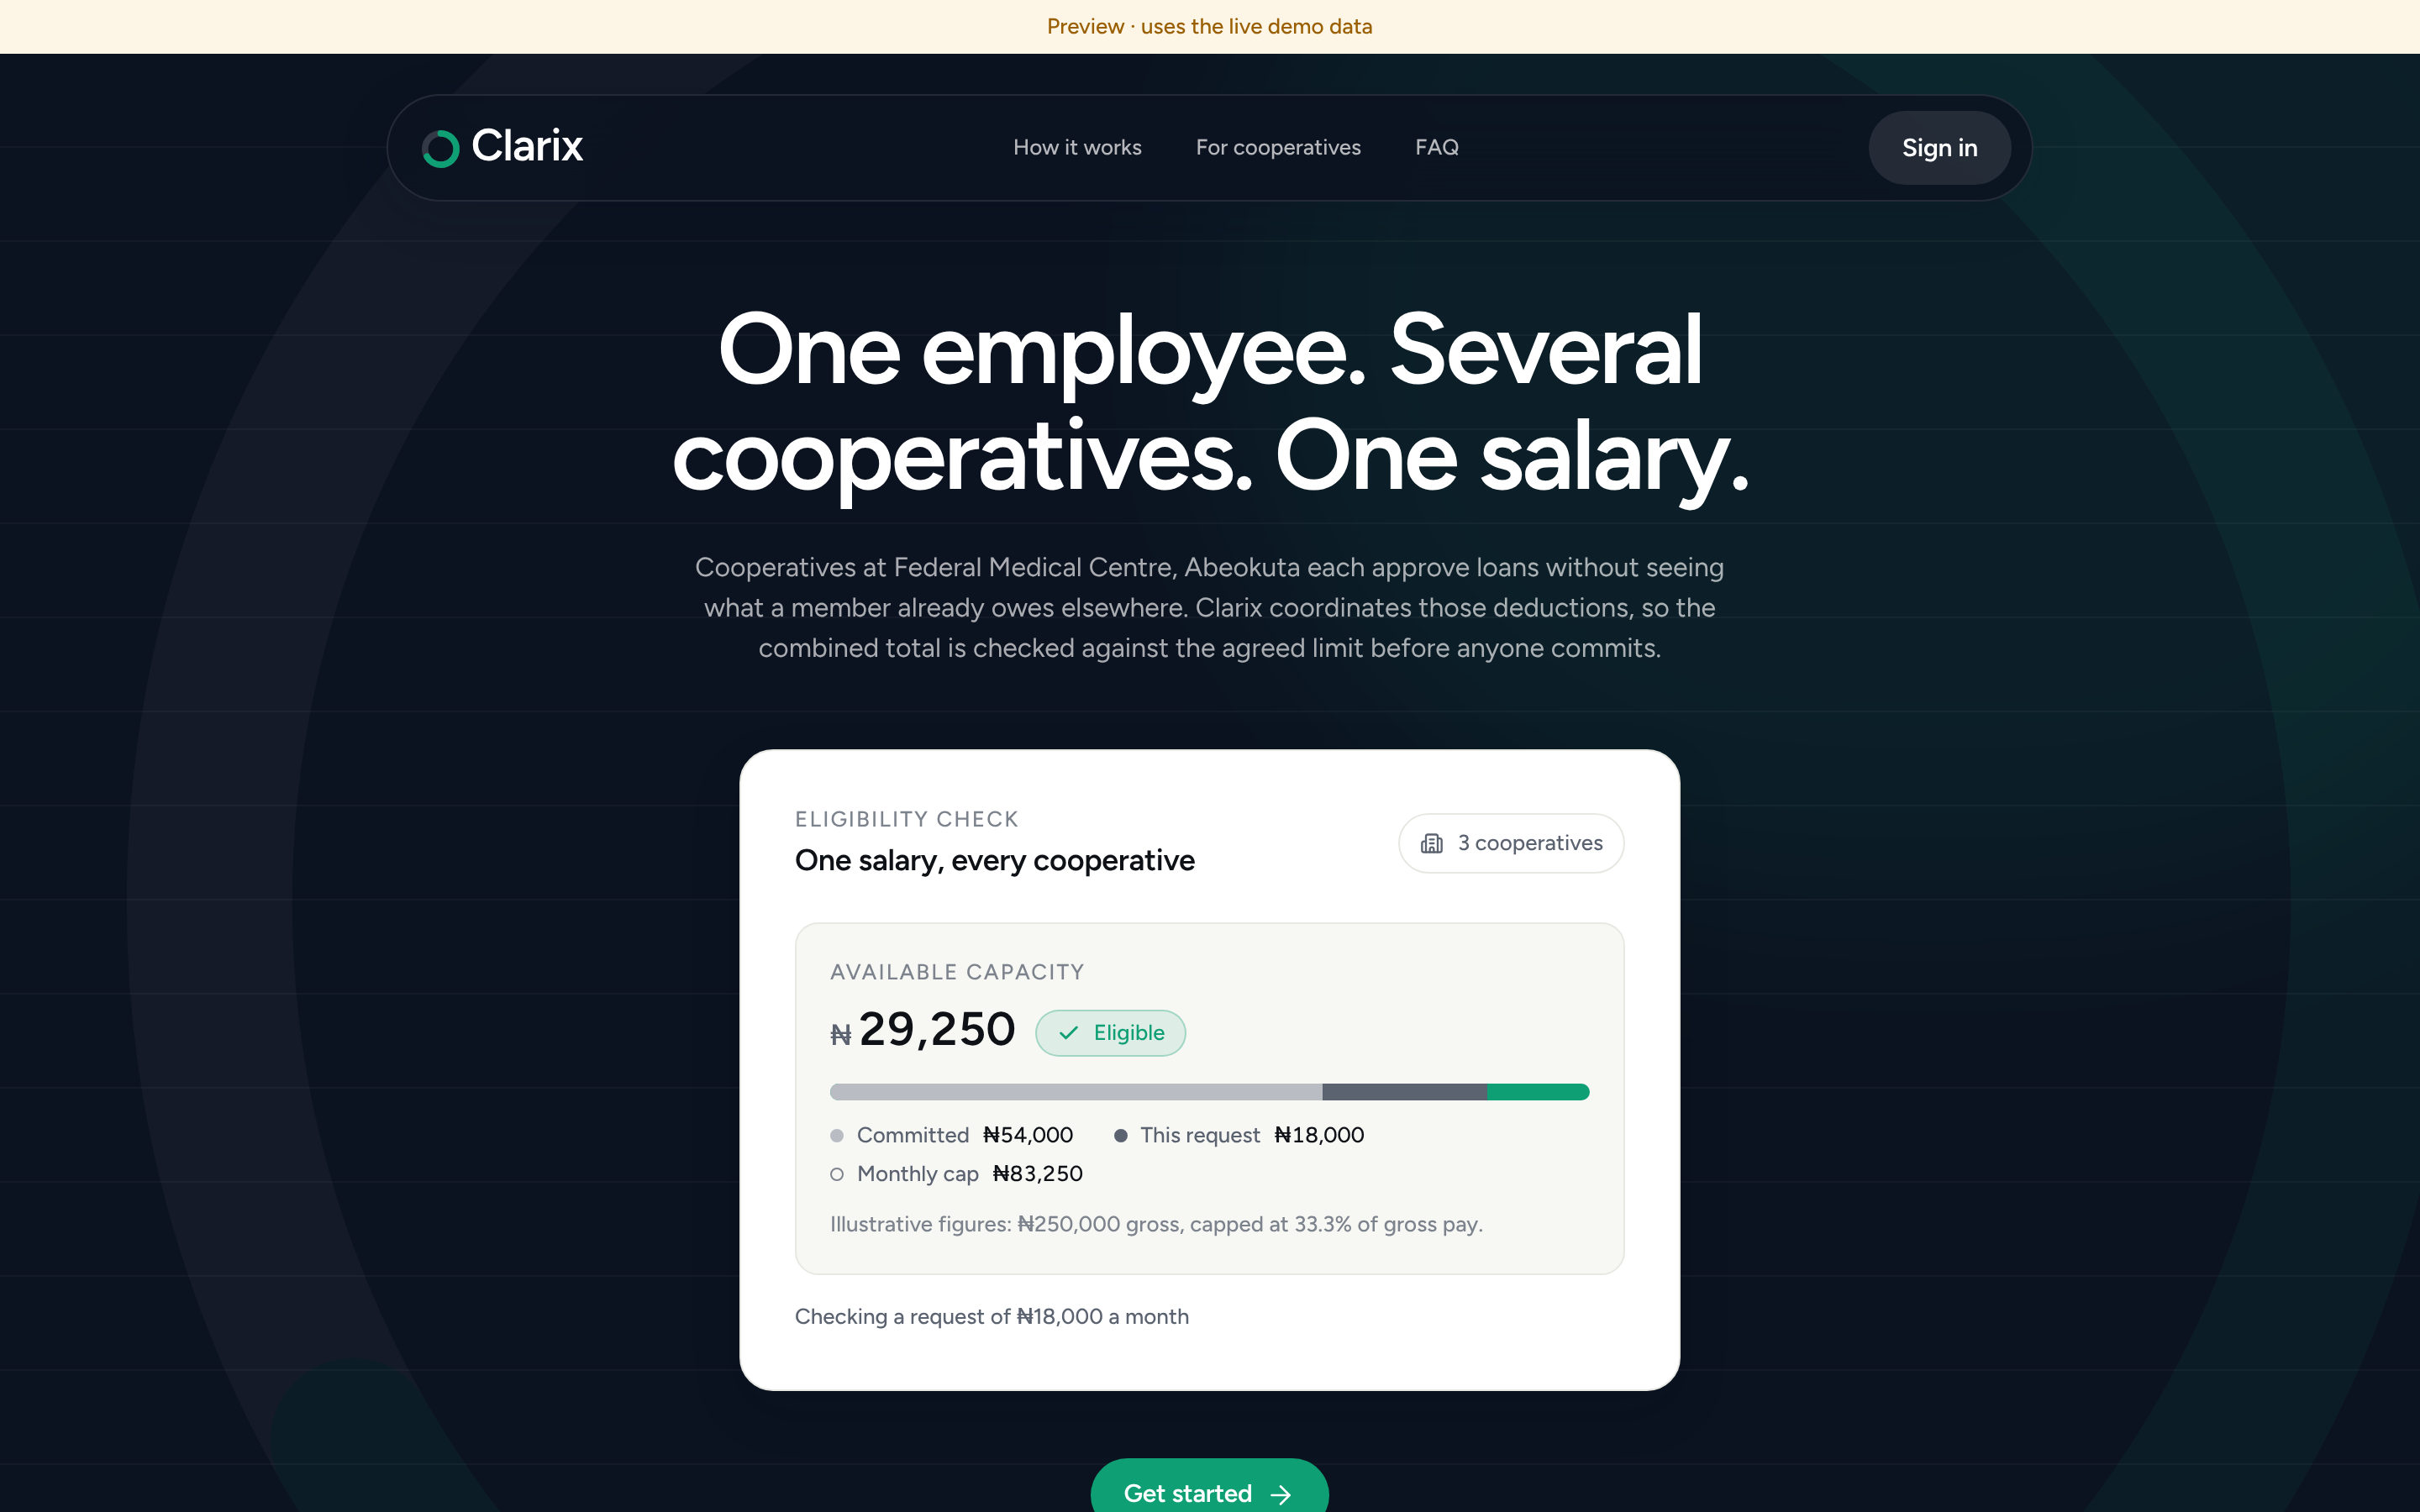 Preview · uses the live demo data
Clarix
How it works
For cooperatives
FAQ
Sign in
One employee. Several
cooperatives. One salary.
Cooperatives at Federal Medical Centre, Abeokuta each approve loans without seeing
what a member already owes elsewhere. Clarix coordinates those deductions, so the
combined total is checked against the agreed limit before anyone commits.
ELIGIBILITY CHECK
One salary, every cooperative
3 cooperatives
AVAILABLE CAPACITY
₦ 29,250
Eligible
Committed ₦54,000
This request ₦18,000
Monthly cap ₦83,250
Illustrative figures: ₦250,000 gross, capped at 33.3% of gross pay.
Checking a request of ₦18,000 a month
Get started